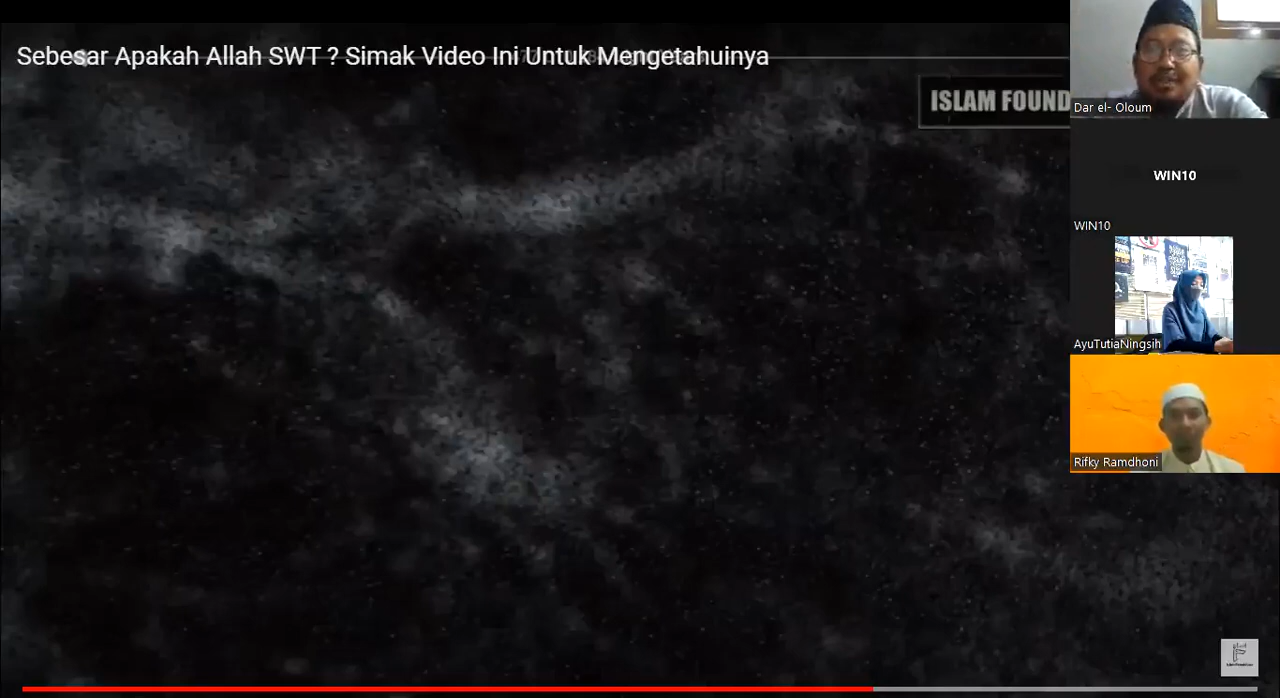 Sebesar Apakah Allah SWT ? Simak Video Ini Untuk Mengetahuinya
ISLAM FOUND
Dar el- Oloum
WIN10
WIN10
AyuTutiaNingsih
Rifky Ramdhoni